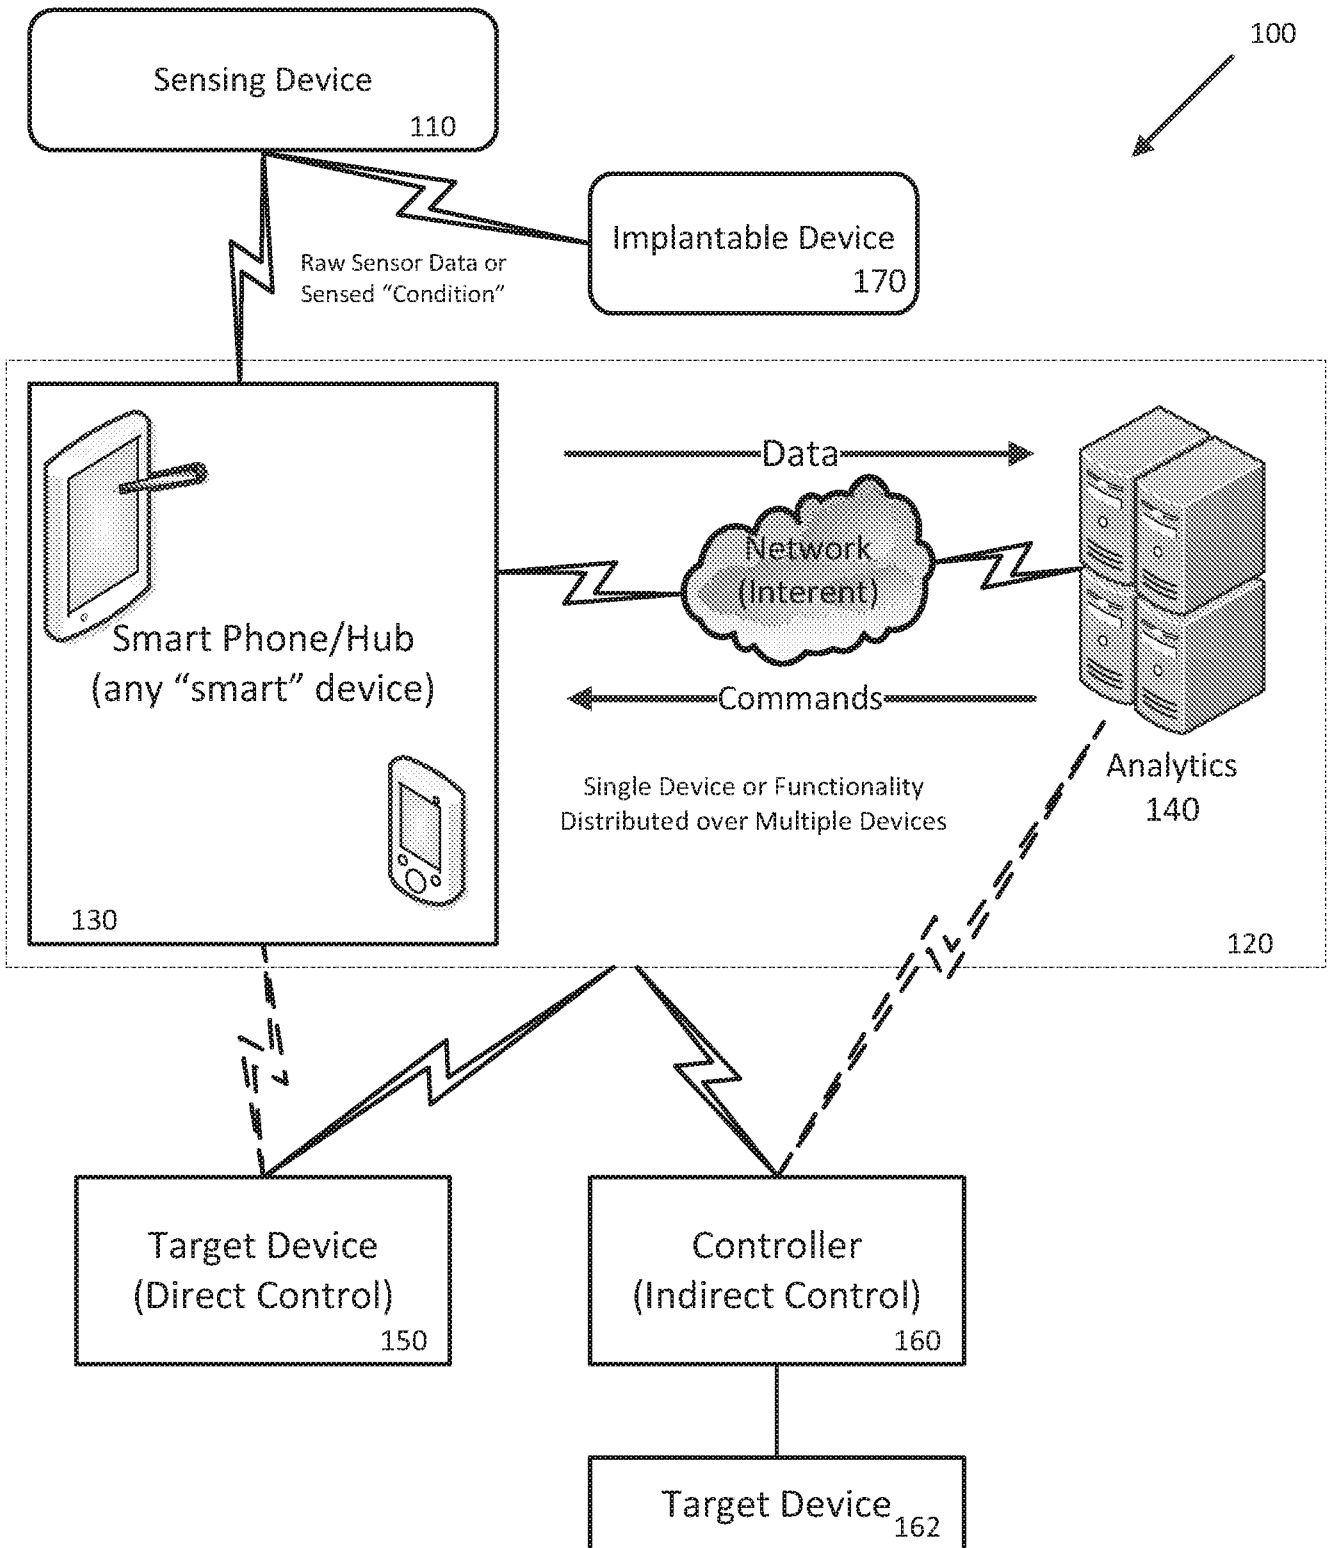 100
Sensing Device
110
Implantable Device
170
Raw Sensor Data or
Sensed “Condition”
Data
Network
(Interent)
Smart Phone/Hub
(any “smart” device)
Commands
Analytics
140
Single Device or Functionality
Distributed over Multiple Devices
130
120
Target Device
(Direct Control)
150
Controller
(Indirect Control)
160
Target Device
162